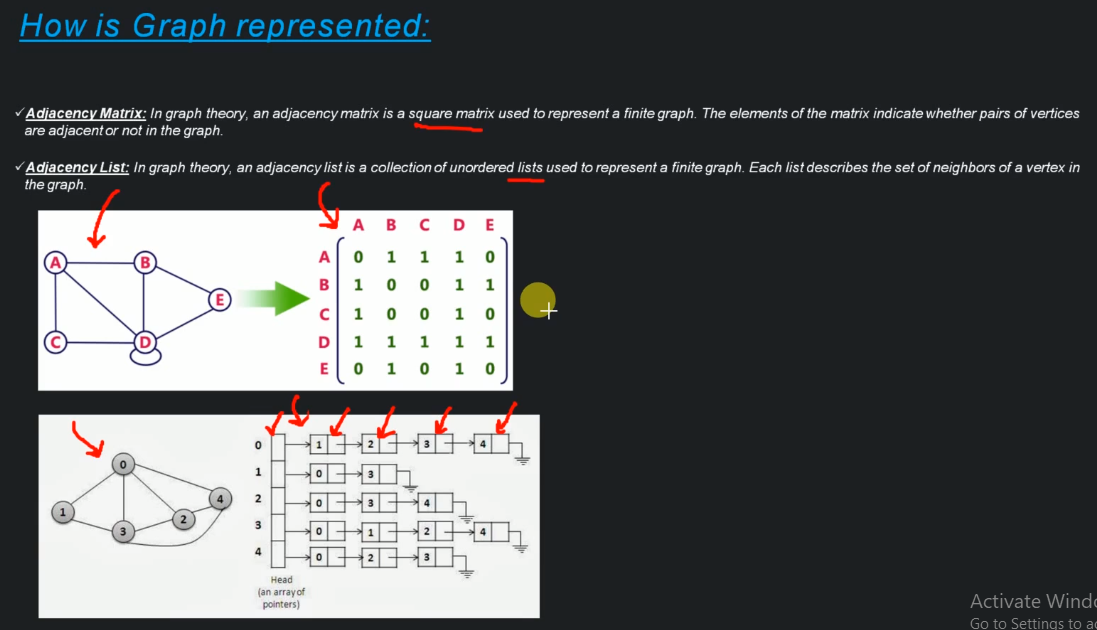 How is Graph represented:
✓Adjacency Matrix: In graph theory, an adjacency matrix is a square matrix used to represent a finite graph. The elements of the matrix indicate whether pairs of vertices
are adjacent or not in the graph.
✓Adjacency List: In graph theory, an adjacency list is a collection of unordered lists used to represent a finite graph. Each list describes the set of neighbors of a vertex in
the graph.
A B
E
C D
A B C D E
A 0 1 1 1 0
B 1 0 0 1 1
C 1 0 0 1 0
D 1 1 1 1 1
E 0 1 0 1 0
0
4
1 2
3
0 1 2 3 4
1 0 3
2 0 3 4
3 0 1 2 4
4 0 2 3
Head
(an array of
pointers)
Activate
Go to Settings to